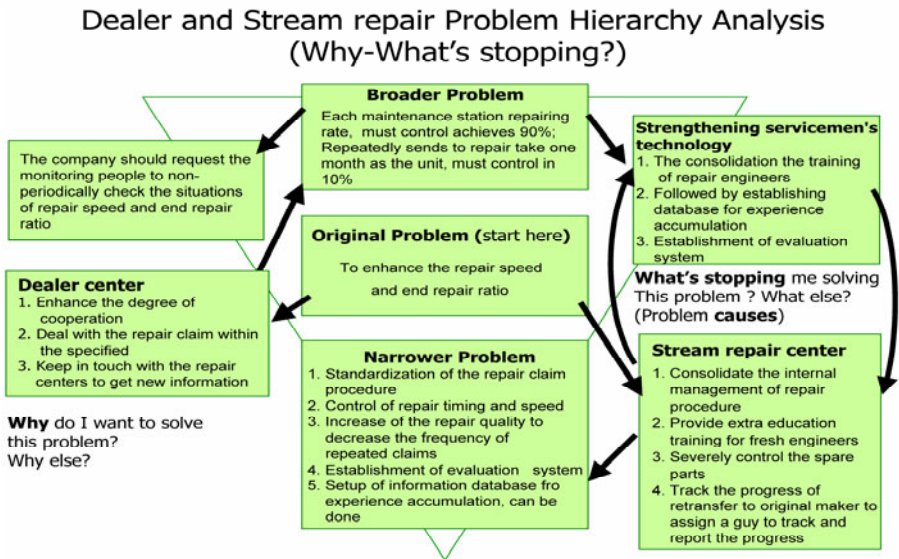 Dealer and Stream repair Problem Hierarchy Analysis
(Why-What's stopping?)
Broader Problem
Each maintenance station repairing
rate, must control achieves 90%;
Repeatedly sends to repair take one
month as the unit, must control in
10%
The company should request the
monitoring people to non-
periodically check the situations
of repair speed and end repair
ratio
Strengthening servicemen's
technology
1. The consolidation the training
of repair engineers
2. Followed by establishing
database for experience
accumulation
3. Establishment of evaluation
system
Original Problem (start here)
To enhance the repair speed
and end repair ratio
Dealer center
1. Enhance the degree of
cooperation
2. Deal with the repair claim within
the specified
3. Keep in touch with the repair
centers to get new information
What's stopping me solving
This problem ? What else?
(Problem causes)
Narrower Problem
1. Standardization of the repair claim
procedure
2. Control of repair timing and speed
3. Increase of the repair quality to
decrease the frequency of
repeated claims
4. Establishment of evaluation system
5. Setup of information database fro
experience accumulation, can be
done
Stream repair center
1. Consolidate the internal
management of repair
procedure
2. Provide extra education
training for fresh engineers
3. Severely control the spare
parts
4. Track the progress of
retransfer to original maker to
assign a guy to track and
report the progress
Why do I want to solve
this problem?
Why else?